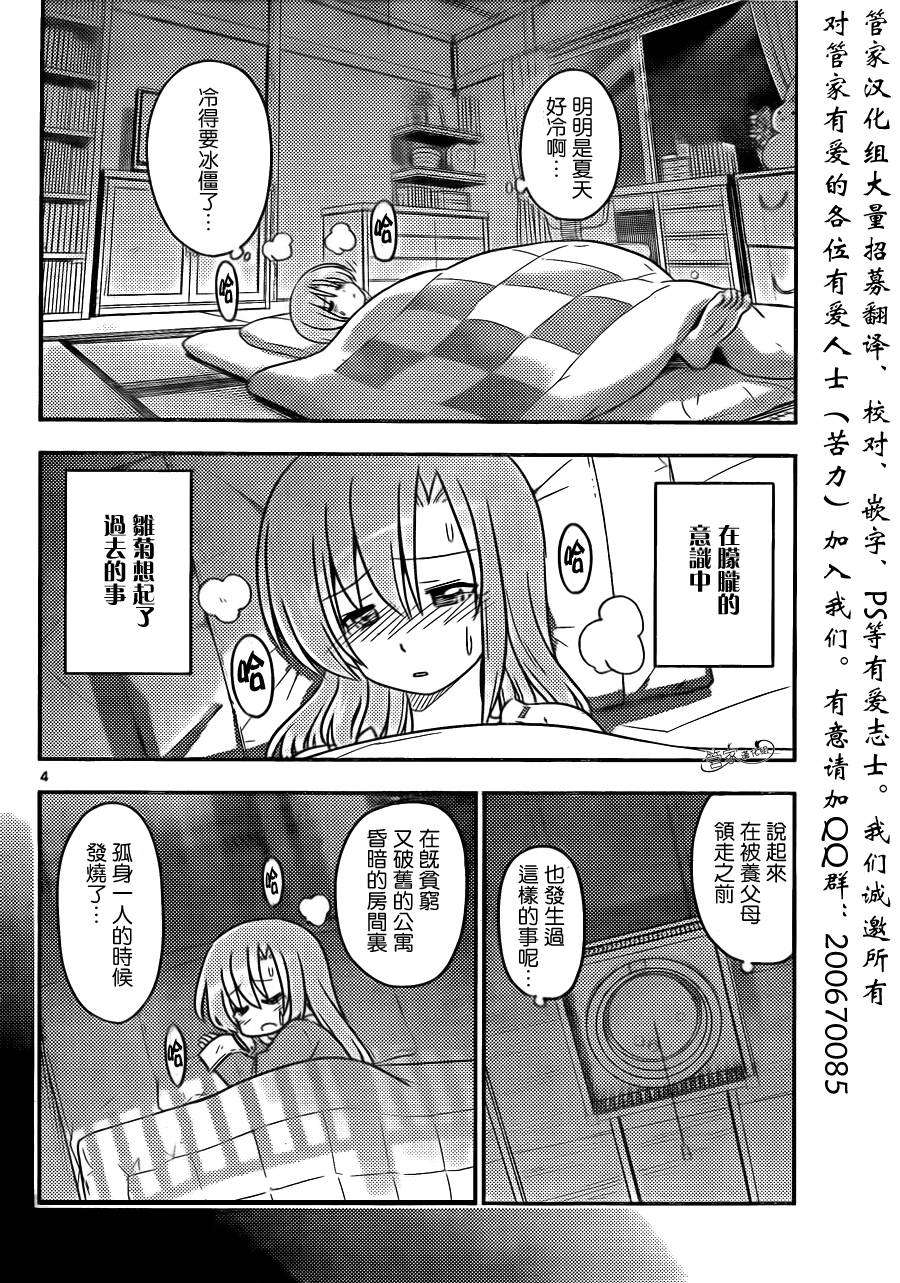 管家汉化组大量招募翻译、校对、嵌字、PS等有爱志士。我们诚邀所有
对管家有爱的各位有爱人士(苦力)加入我们。有意请加QQ群：200670085
明明是夏天
好冷啊…
冷得要冰僵了…
哈
哈
在朦朧的
意識中
哈
哈
雛菊想起了
過去的事
管家漢化組
4
說起來
在被養父母
領走之前
也發生過
這樣的事呢…
在既貧窮
又破舊的公寓
昏暗的房間裏
哈
孤身一人的時候
發燒了…
哈